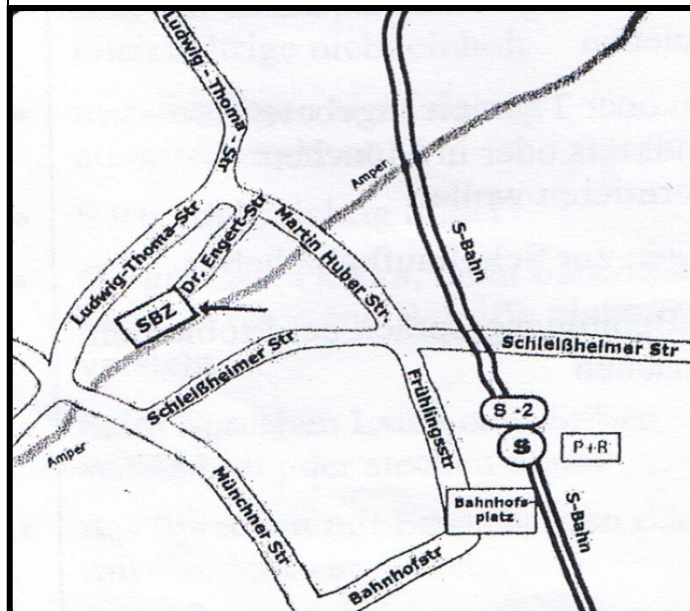 Ludwig - Thoma
- Str
Amper
S-Bahn
Ludwig-Thoma-Str
Dr. Engert-Str
Martin Huber Str.
SBZ
Schleißheimer Str
Schleißheimer Str
Frühlingsstr
S -2
S
P+R
Amper
Münchner Str
Bahnhofs
platz
S-Bahn
Bahnhofstr